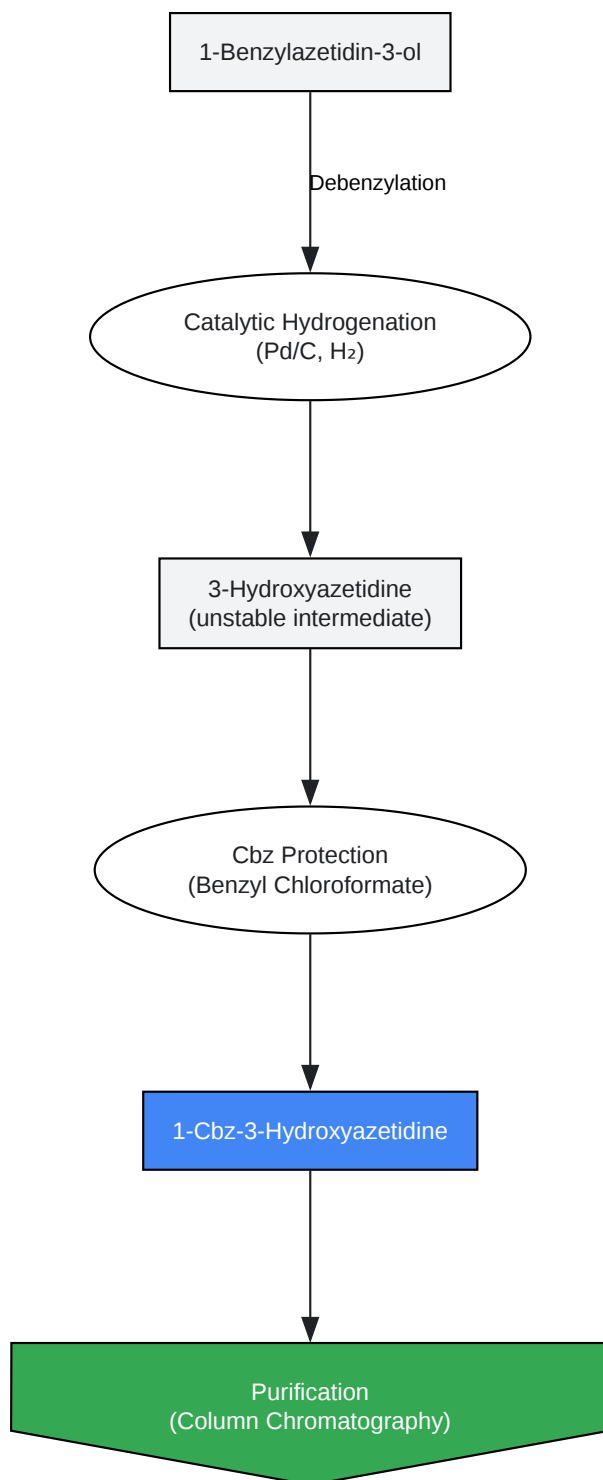 1-Benzylazetidin-3-ol
Debenzylation
Catalytic Hydrogenation
(Pd/C, H₂)
3-Hydroxyazetidine
(unstable intermediate)
Cbz Protection
(Benzyl Chloroformate)
1-Cbz-3-Hydroxyazetidine
Purification
(Column Chromatography)